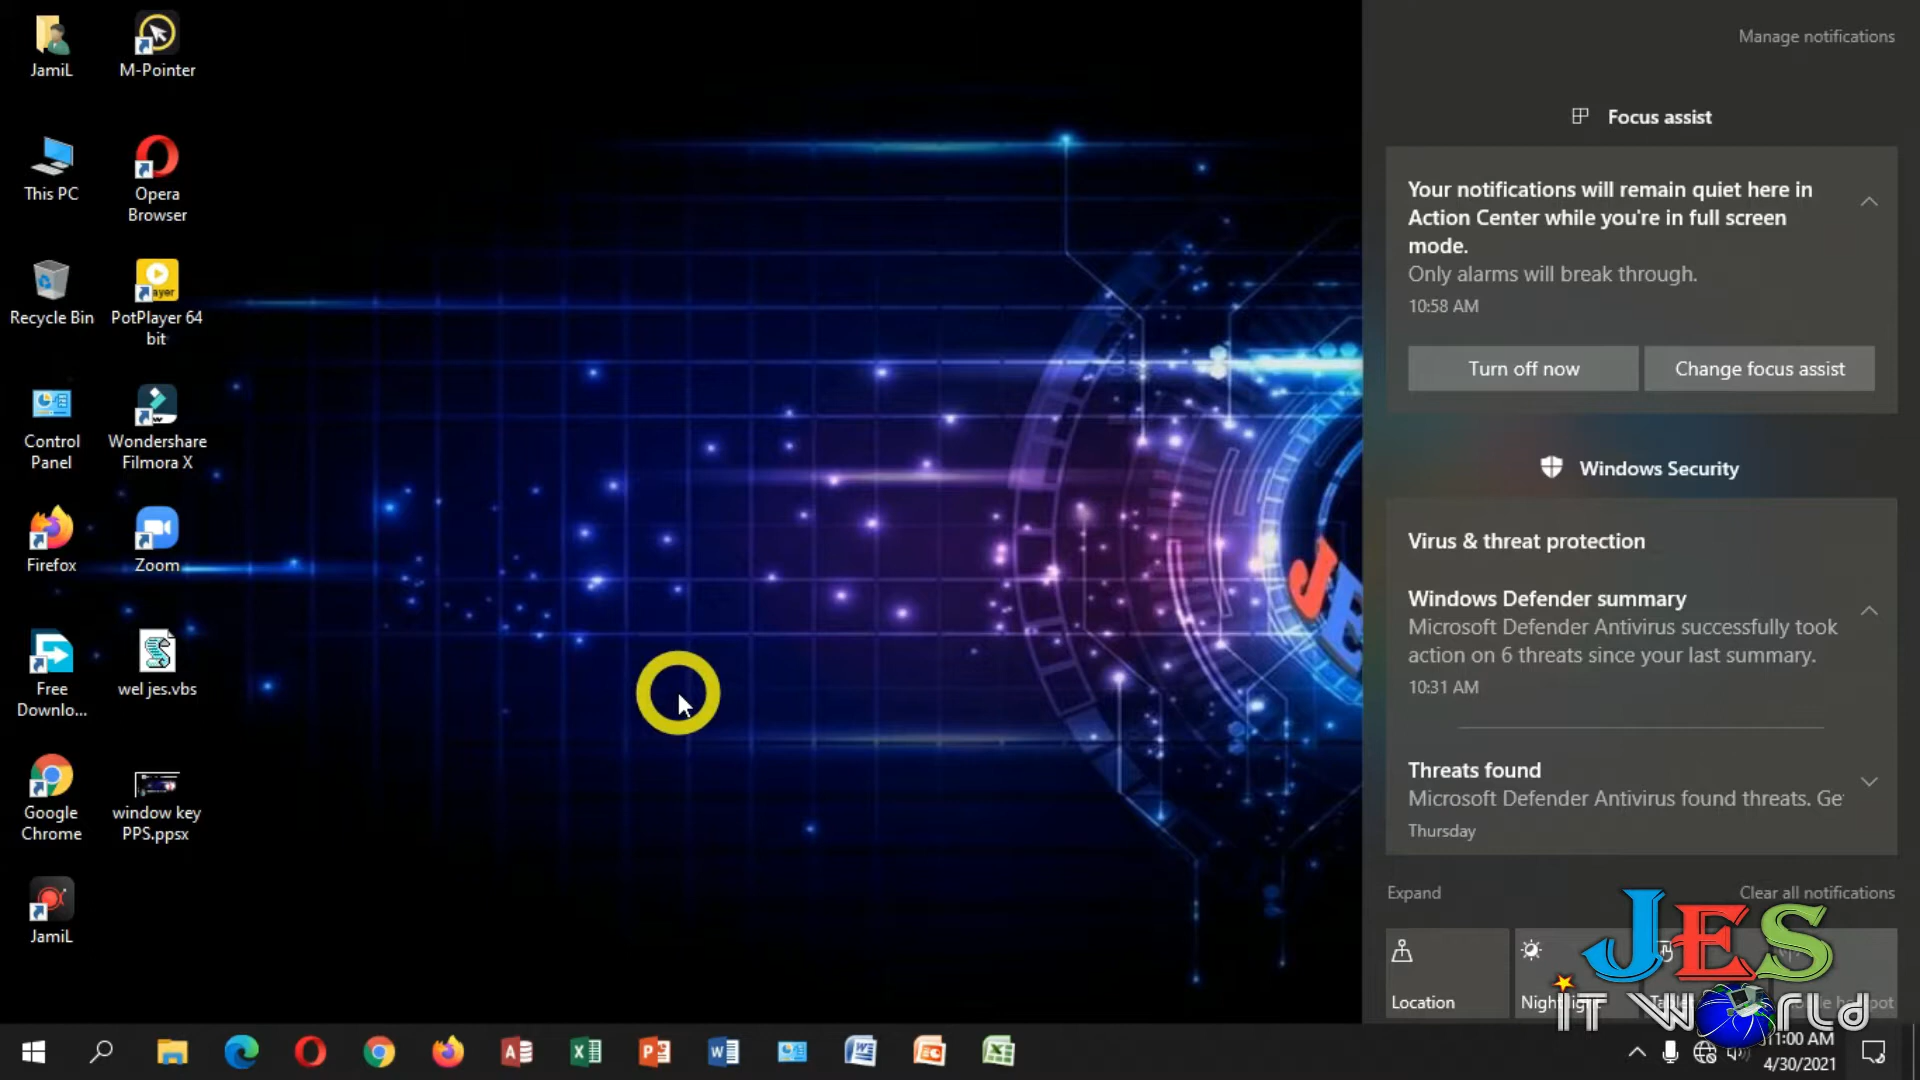 JamiL
M-Pointer
This PC
Opera
Browser
Recycle Bin
PotPlayer 64
bit
Control
Panel
Wondershare
Filmora X
Firefox
Zoom
Free
Downlo...
wel jes.vbs
Google
Chrome
window key
PPS.ppsx
JamiL
JE
Manage notifications
Focus assist
Your notifications will remain quiet here in
Action Center while you're in full screen
mode.
Only alarms will break through.
10:58 AM
Turn off now
Change focus assist
Windows Security
Virus & threat protection
Windows Defender summary
Microsoft Defender Antivirus successfully took
action on 6 threats since your last summary.
10:31 AM
Threats found
Microsoft Defender Antivirus found threats. Ge
Thursday
Expand
Clear all notifications
Location
JES
iT World
11:00 AM
4/30/2021